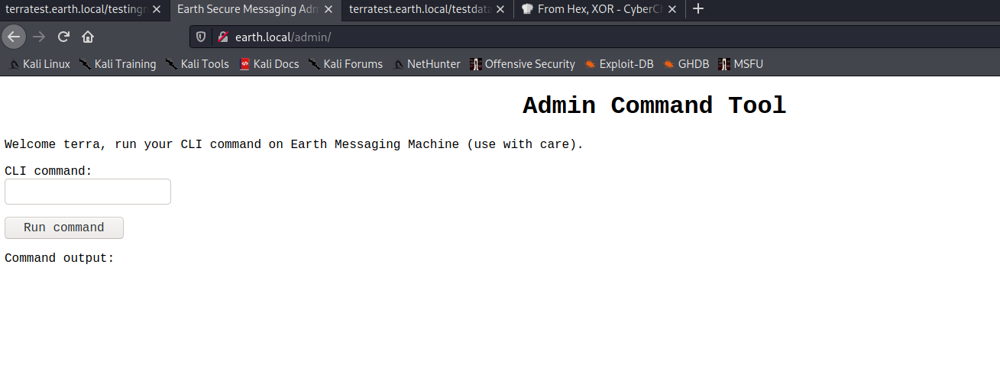 terratest.earth.local/testingn
Earth Secure Messaging Adm
terratest.earth.local/testdata
From Hex, XOR - CyberCh
earth.local/admin/
Kali Linux Kali Training Kali Tools Kali Docs Kali Forums NetHunter Offensive Security Exploit-DB GHDB MSFU
Admin Command Tool
Welcome terra, run your CLI command on Earth Messaging Machine (use with care).
CLI command:
Run command
Command output: